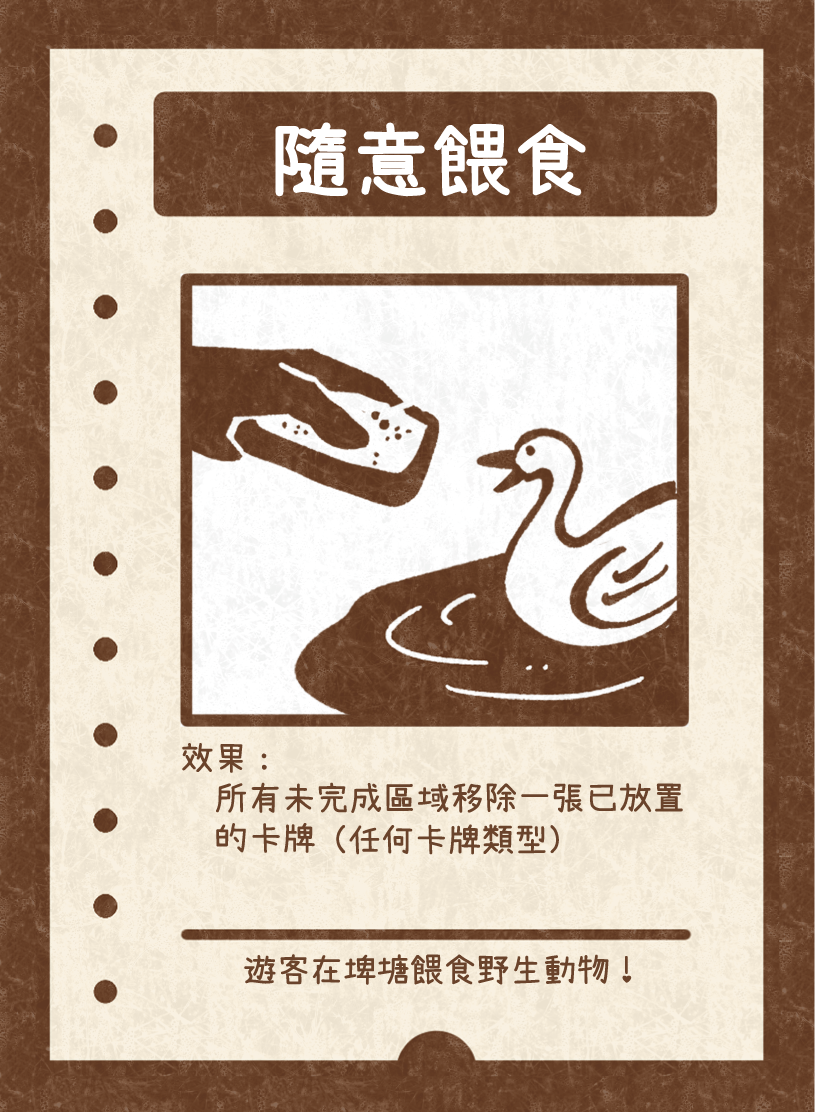 隨意餵食
效果：
所有未完成區域移除一張已放置
的卡牌（任何卡牌類型）
遊客在埤塘餵食野生動物！